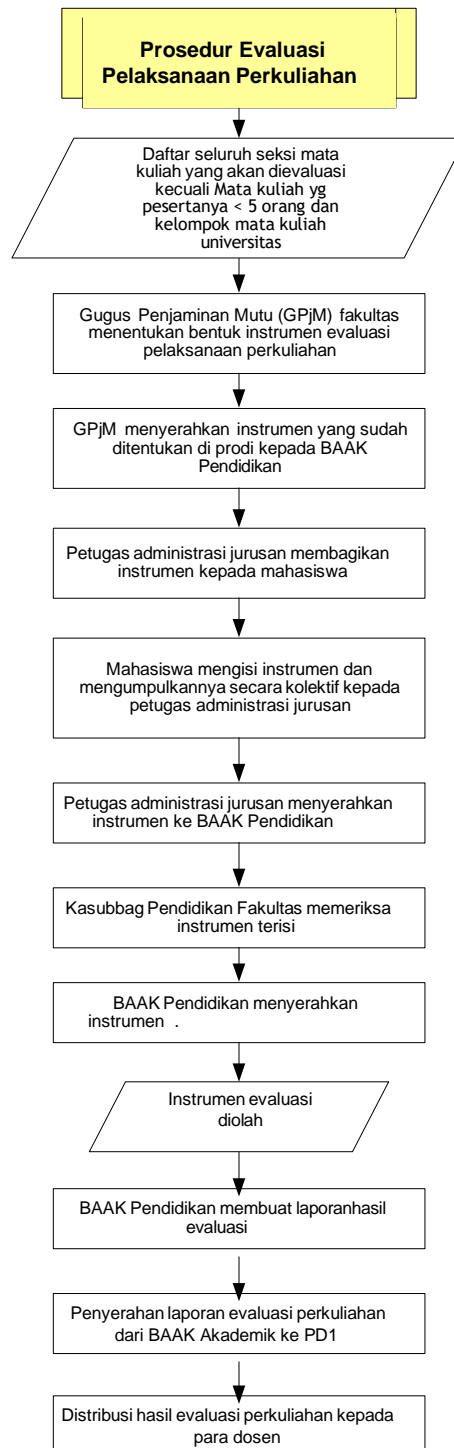 Prosedur Evaluasi
Pelaksanaan Perkuliahan
Daftar seluruh seksi mata
kuliah yang akan dievaluasi
kecuali Mata kuliah yg
pesertanya < 5 orang dan
kelompok mata kuliah
universitas
Gugus Penjaminan Mutu (GPjM) fakultas
menentukan bentuk instrumen evaluasi
pelaksanaan perkuliahan
GPjM menyerahkan instrumen yang sudah
ditentukan di prodi kepada BAAK
Pendidikan
Petugas administrasi jurusan membagikan
instrumen kepada mahasiswa
Mahasiswa mengisi instrumen dan
mengumpulkannya secara kolektif kepada
petugas administrasi jurusan
Petugas administrasi jurusan menyerahkan
instrumen ke BAAK Pendidikan
Kasubbag Pendidikan Fakultas memeriksa
instrumen terisi
BAAK Pendidikan menyerahkan
instrumen .
Instrumen evaluasi
diolah
BAAK Pendidikan membuat laporanhasil
evaluasi
Penyerahan laporan evaluasi perkuliahan
dari BAAK Akademik ke PD1
Distribusi hasil evaluasi perkuliahan kepada
para dosen